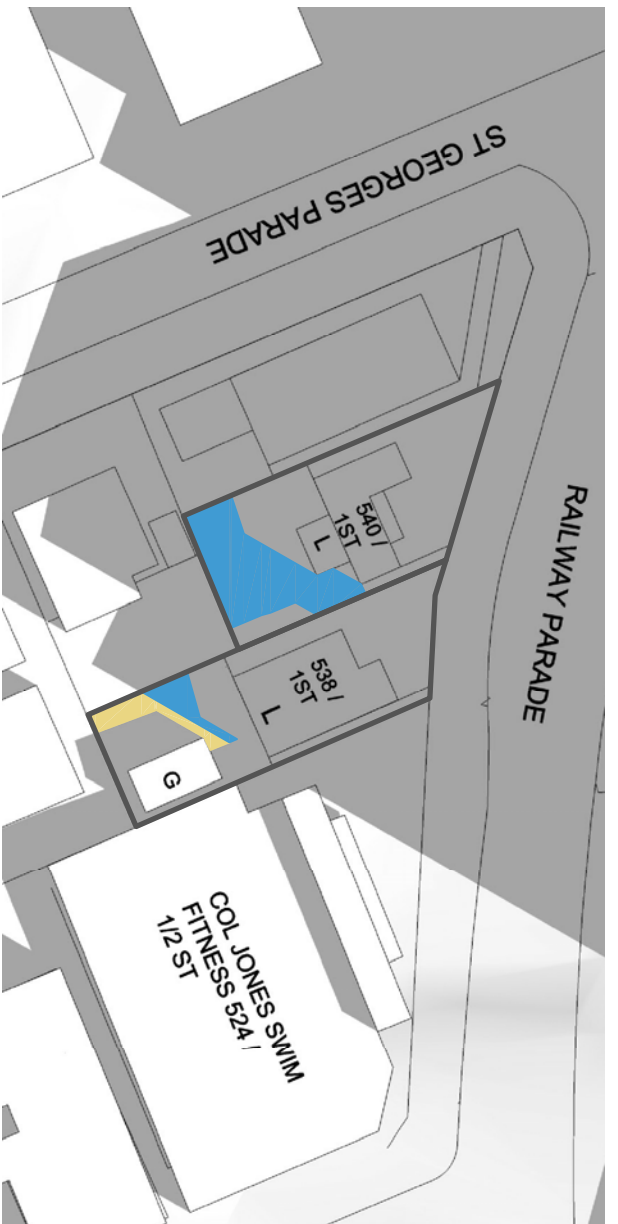 ST GEORGES PARADE
RAILWAY PARADE
540 /
1ST
L
538 /
1ST
L
G
COL JONES SWIM
FITNESS 524 /
1/2 ST